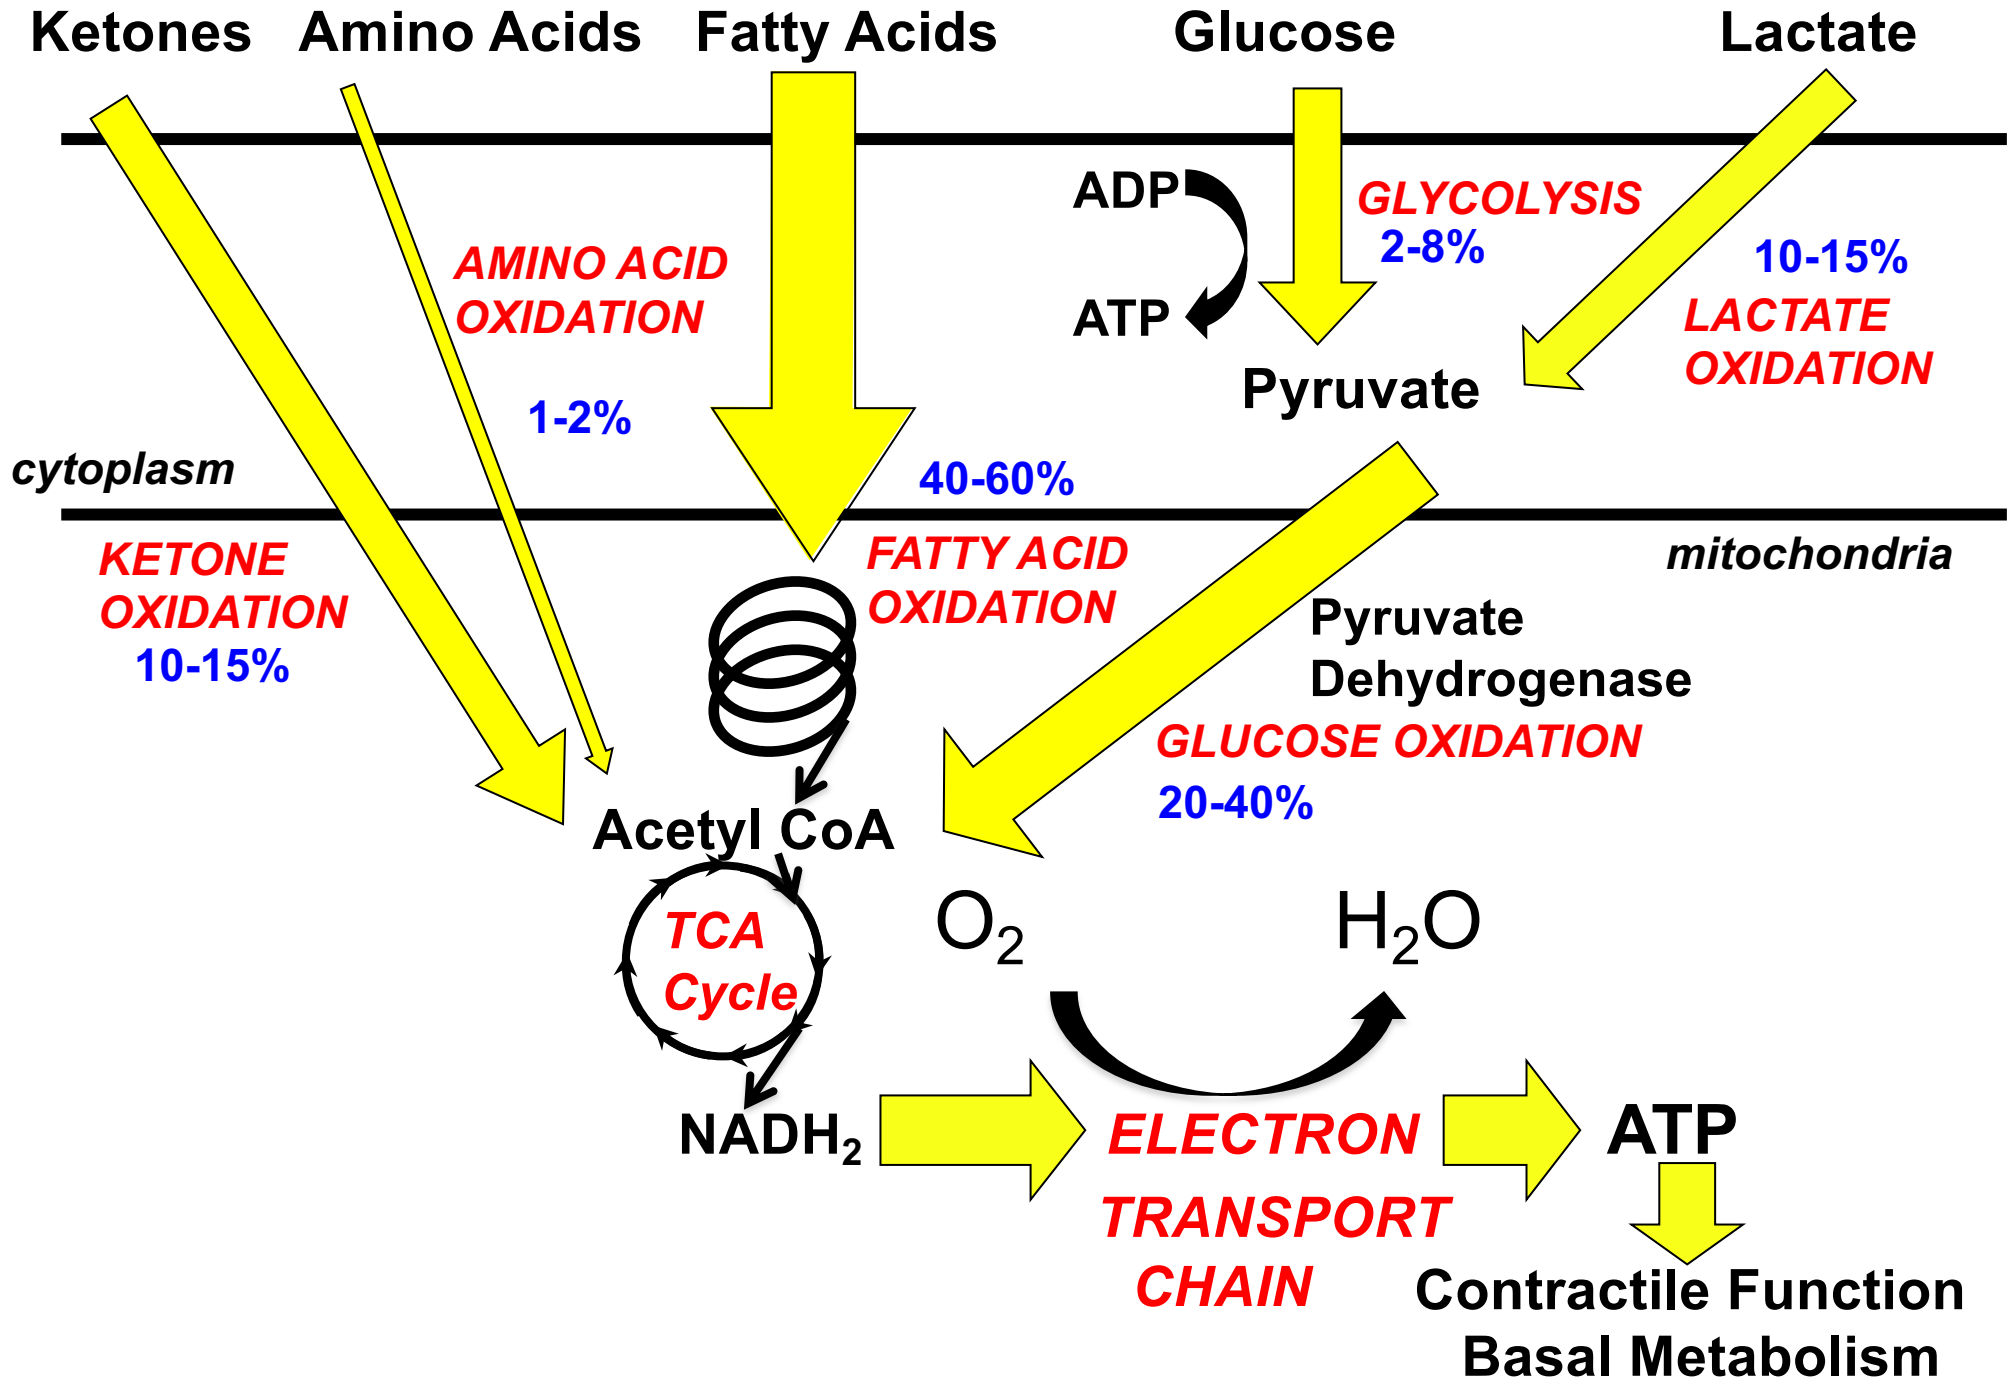 Ketones Amino Acids Fatty Acids Glucose Lactate
ADP
GLYCOLYSIS
2-8%
10-15%
AMINO ACID
OXIDATION
ATP
LACTATE
OXIDATION
Pyruvate
1-2%
cytoplasm
40-60%
KETONE
OXIDATION
10-15%
FATTY ACID
OXIDATION
mitochondria
Pyruvate
Dehydrogenase
GLUCOSE OXIDATION
20-40%
Acetyl CoA
TCA
Cycle
O₂
H₂O
NADH₂
ELECTRON
TRANSPORT
CHAIN
ATP
Contractile Function
Basal Metabolism